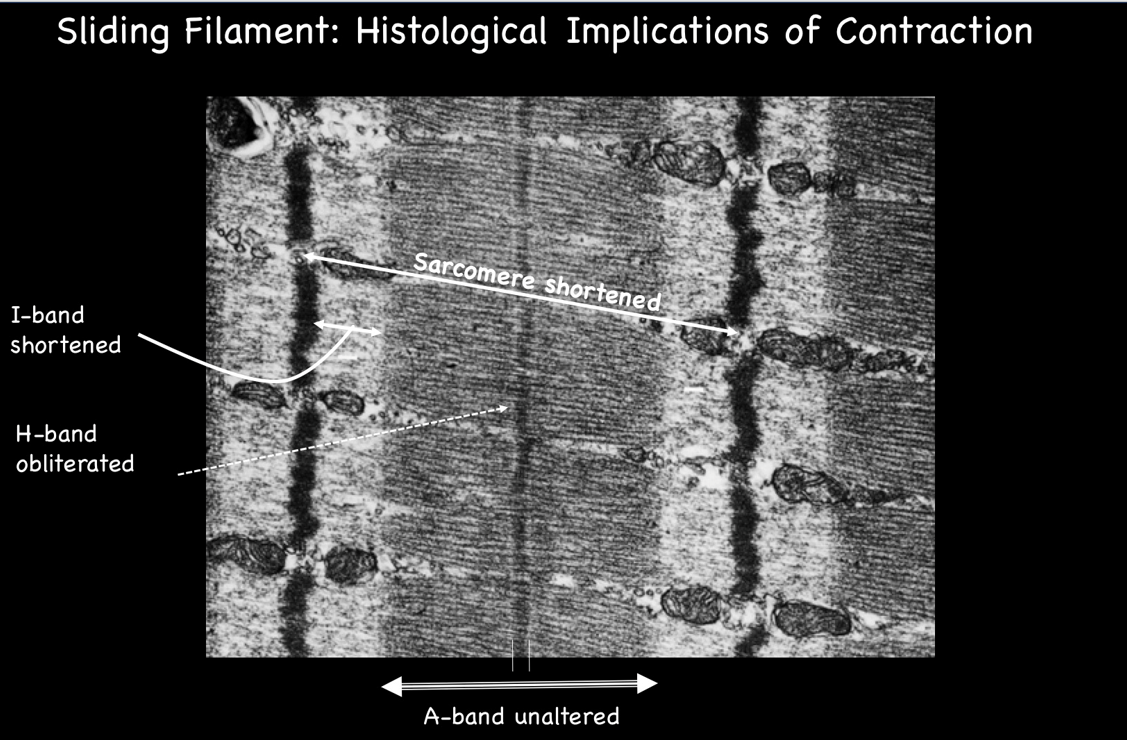 Sliding Filament: Histological Implications of Contraction
Sarcomere shortened
I-band
shortened
H-band
obliterated
A-band unaltered